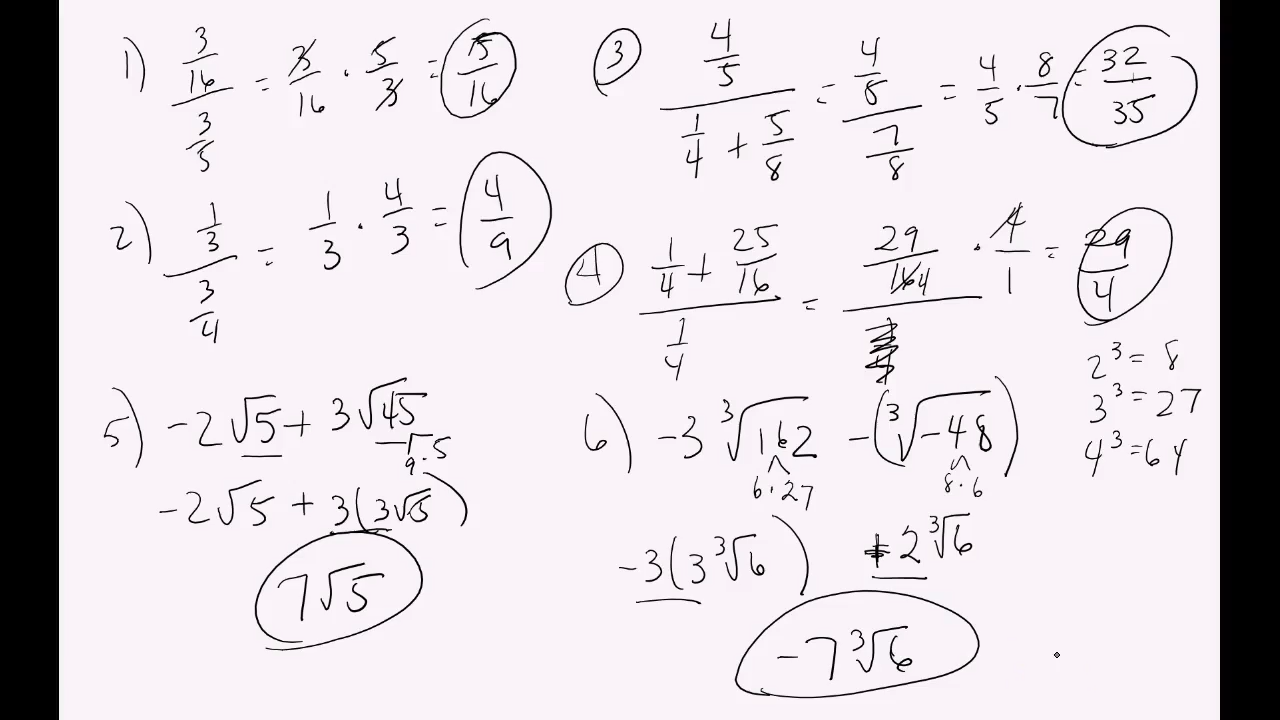 1) (3/16)/(3/5) = 3/16 · 5/3 = 5/16
2) (1/3)/(3/4) = 1/3 · 4/3 = 4/9
3 (4/5)/(1/4 + 5/8) = (4/5)/(7/8) = 4/5 · 8/7 = 32/35
4 (1/4 + 25/16)/(1/4) = 29/16 4 · 4/1 = 29/4
2³ = 8
3³ = 27
4³ = 64
5) -2√5 + 3√45
9·5
-2√5 + 3(3√5)
7√5
6) -3 ∛162 -(∛-48)
6·27 8·6
-3(3∛6) +2∛6
-7∛6